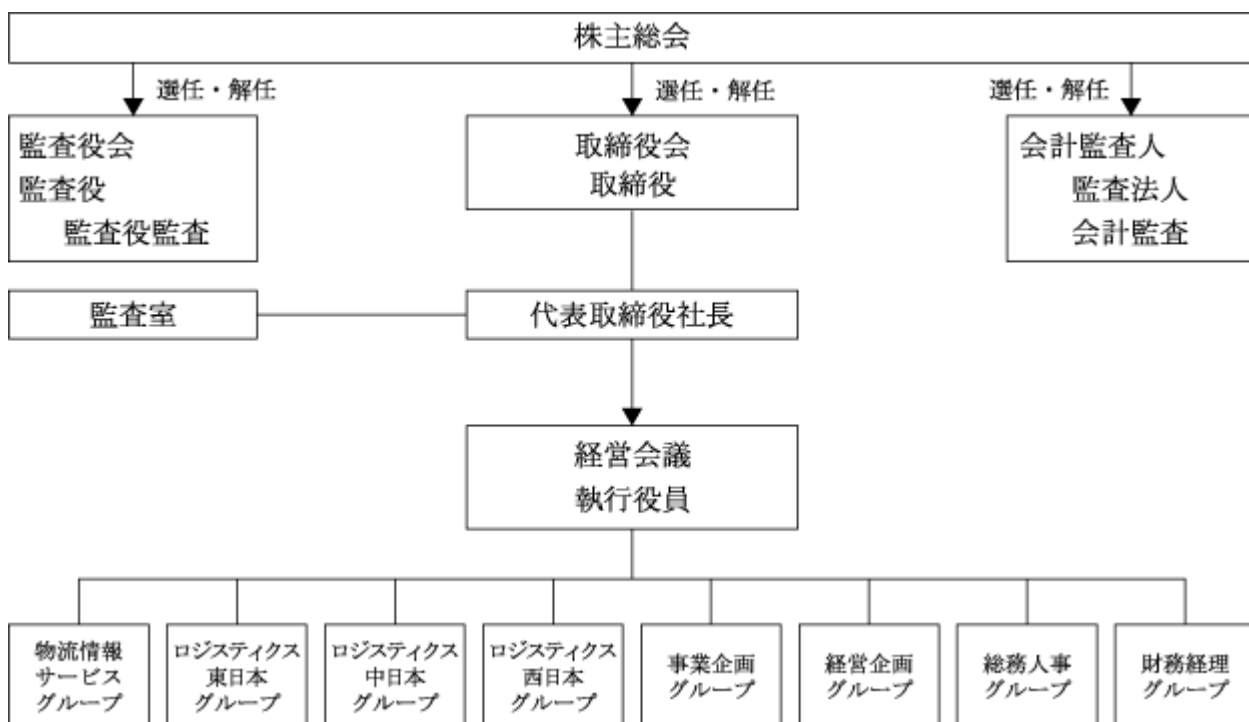 株主総会
選任・解任
選任・解任
選任・解任
監査役会
監査役
監査役監査
取締役会
取締役
会計監査人
監査法人
会計監査
監査室
代表取締役社長
経営会議
執行役員
物流情報
サービス
グループ
ロジスティクス
東日本
グループ
ロジスティクス
中日本
グループ
ロジスティクス
西日本
グループ
事業企画
グループ
経営企画
グループ
総務人事
グループ
財務経理
グループ